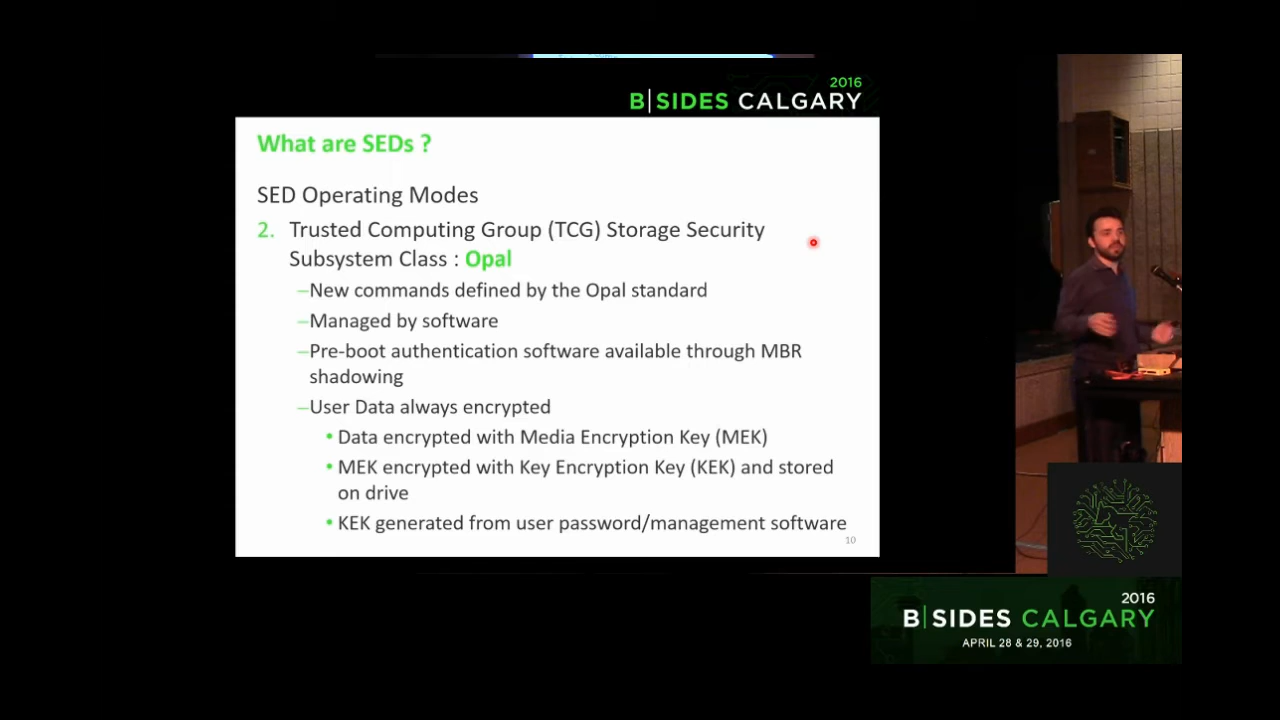 2016
B|SIDES CALGARY
What are SEDs ?
SED Operating Modes
2. Trusted Computing Group (TCG) Storage Security
Subsystem Class : Opal
–New commands defined by the Opal standard
–Managed by software
–Pre-boot authentication software available through MBR
shadowing
–User Data always encrypted
• Data encrypted with Media Encryption Key (MEK)
• MEK encrypted with Key Encryption Key (KEK) and stored
on drive
• KEK generated from user password/management software
10
2016
B|SIDES CALGARY
APRIL 28 & 29, 2016